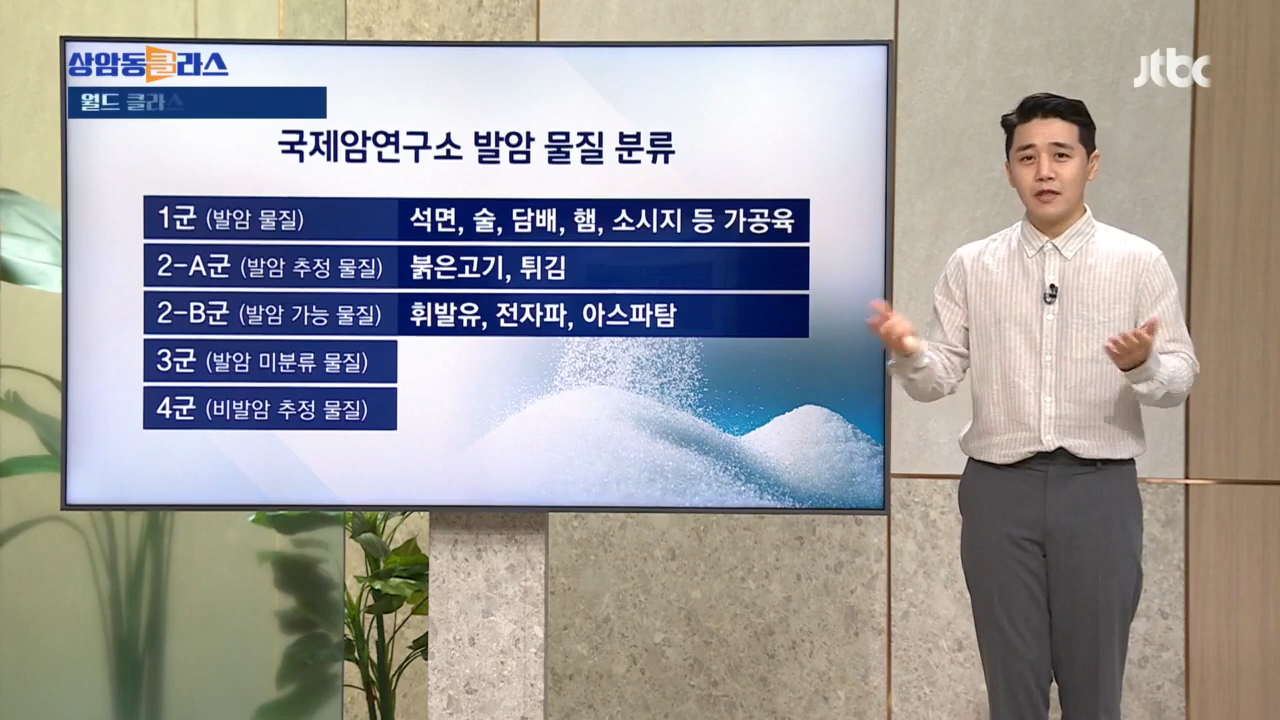 상암동클라스
jtbc
월드 클라스
국제암연구소 발암 물질 분류
1군 (발암 물질) 석면, 술, 담배, 햄, 소시지 등 가공육
2-A군 (발암 추정 물질) 붉은고기, 튀김
2-B군 (발암 가능 물질) 휘발유, 전자파, 아스파탐
3군 (발암 미분류 물질)
4군 (비발암 추정 물질)